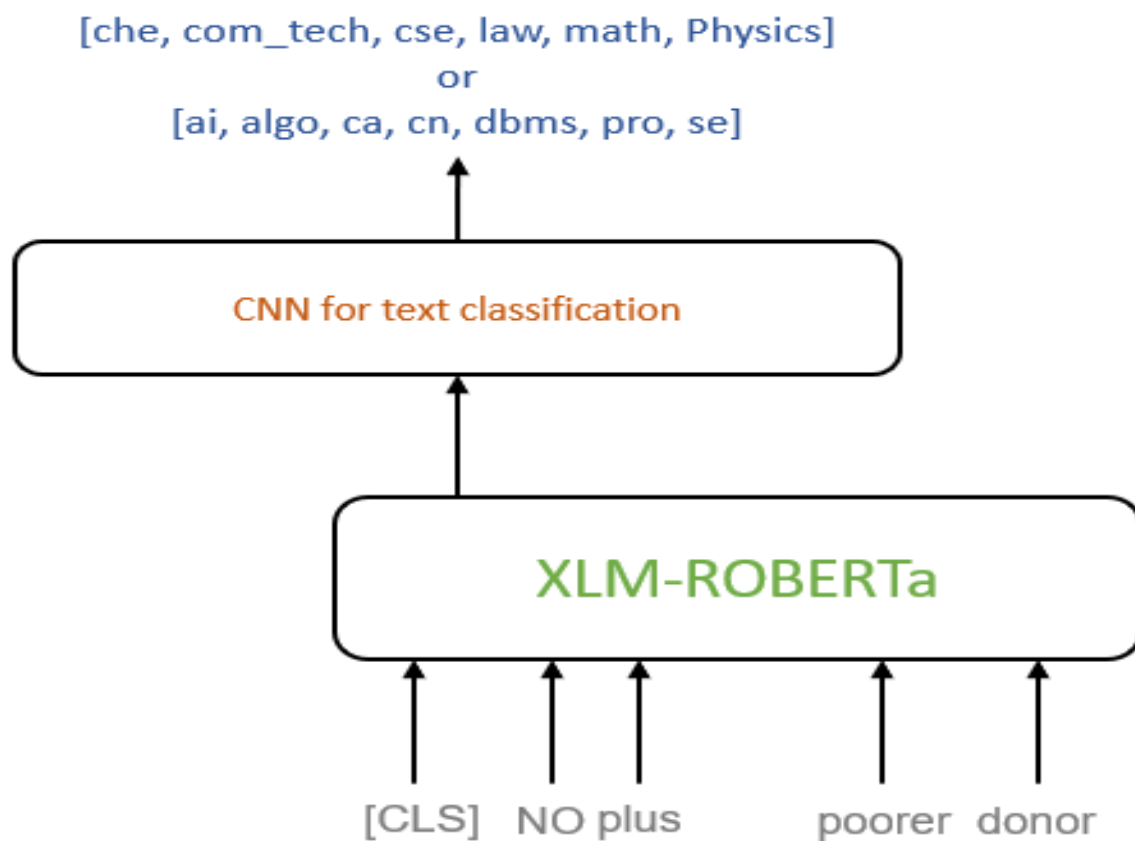 [che, com_tech, cse, law, math, Physics]
or
[ai, algo, ca, cn, dbms, pro, se]
CNN for text classification
XLM-ROBERTa
[CLS] NO plus poorer donor